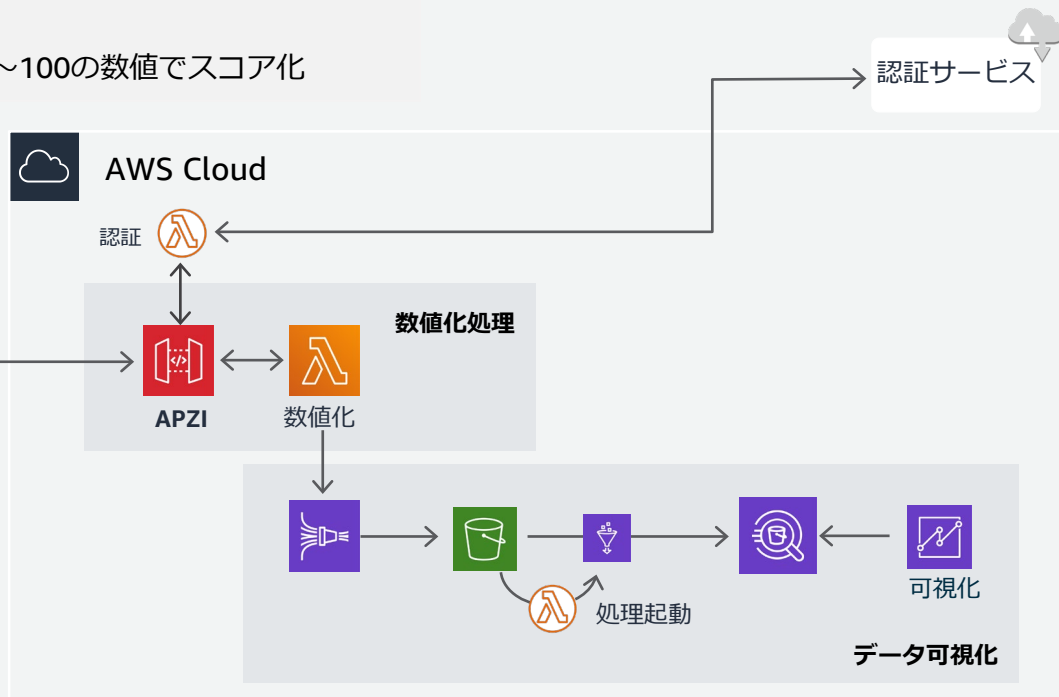 ~100の数値でスコア化
認証サービス
AWS Cloud
認証
数値化処理
APZI
数値化
処理起動
可視化
データ可視化